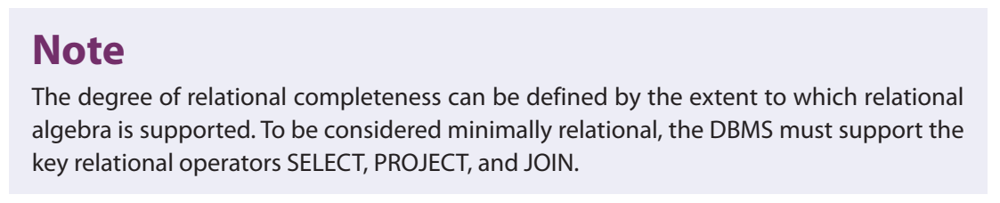 Note
The degree of relational completeness can be defined by the extent to which relational
algebra is supported. To be considered minimally relational, the DBMS must support the
key relational operators SELECT, PROJECT, and JOIN.